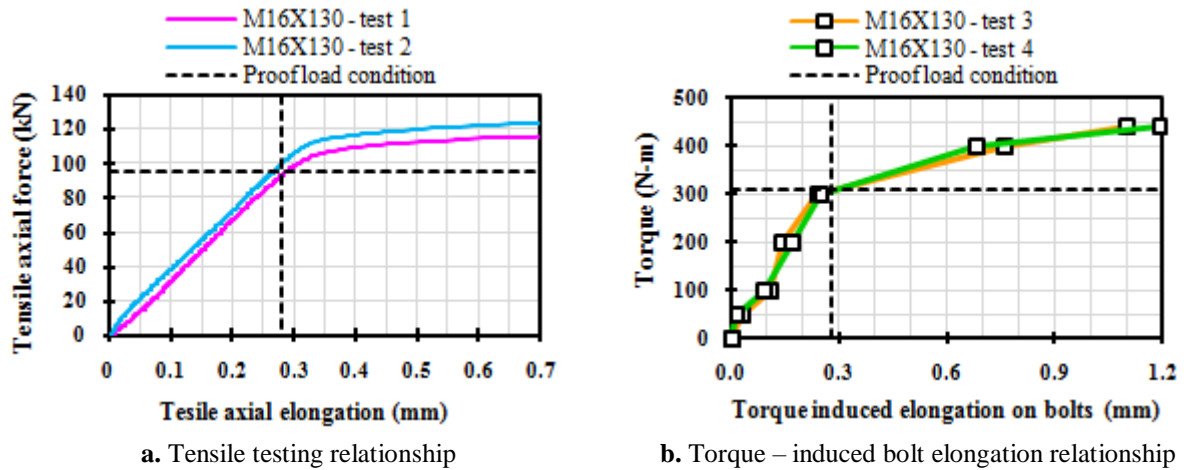 M16X130 - test 1
M16X130 - test 2
Proof load condition
Tensile axial force (kN)
140
120
100
80
60
40
20
0
0 0.1 0.2 0.3 0.4 0.5 0.6 0.7
Tesile axial elongation (mm)
a. Tensile testing relationship
M16X130 - test 3
M16X130 - test 4
Proof load condition
Torque (N-m)
500
400
300
200
100
0
0.0 0.3 0.6 0.9 1.2
Torque induced elongation on bolts (mm)
b. Torque – induced bolt elongation relationship